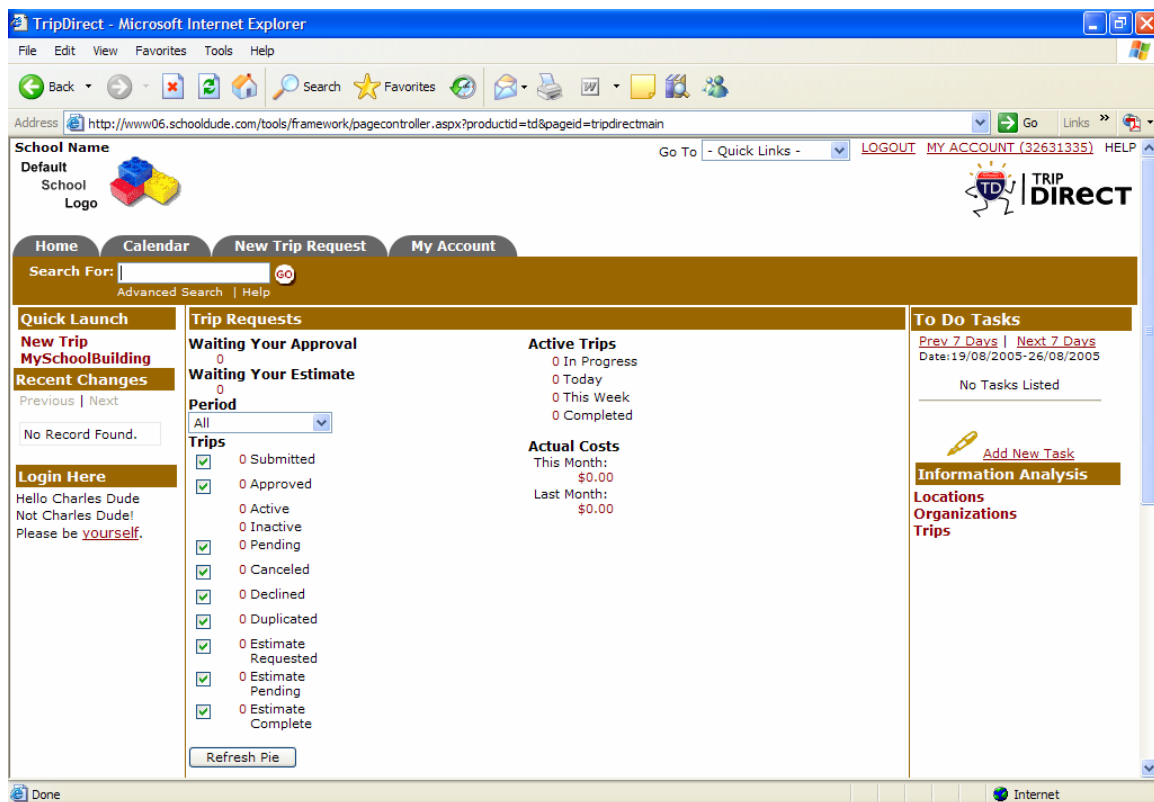 TripDirect - Microsoft Internet Explorer
File Edit View Favorites Tools Help
Back Search Favorites
Address http://www06.schooldude.com/tools/framework/pagecontroller.aspx?productid=td&pageid=tripdirectmain Go Links »
School Name
Default
School
Logo
Go To - Quick Links - LOGOUT MY ACCOUNT (32631335) HELP
TD TRIP
DIRECT
Home Calendar New Trip Request My Account
Search For: GO
Advanced Search | Help
Quick Launch
New Trip
MySchoolBuilding
Recent Changes
Previous | Next
No Record Found.
Login Here
Hello Charles Dude
Not Charles Dude!
Please be yourself.
Trip Requests
Waiting Your Approval
0
Waiting Your Estimate
0
Period
All
Trips
0 Submitted
0 Approved
0 Active
0 Inactive
0 Pending
0 Canceled
0 Declined
0 Duplicated
0 Estimate
Requested
0 Estimate
Pending
0 Estimate
Complete
Refresh Pie
Active Trips
0 In Progress
0 Today
0 This Week
0 Completed
Actual Costs
This Month:
$0.00
Last Month:
$0.00
To Do Tasks
Prev 7 Days | Next 7 Days
Date:19/08/2005-26/08/2005
No Tasks Listed
Add New Task
Information Analysis
Locations
Organizations
Trips
Done Internet